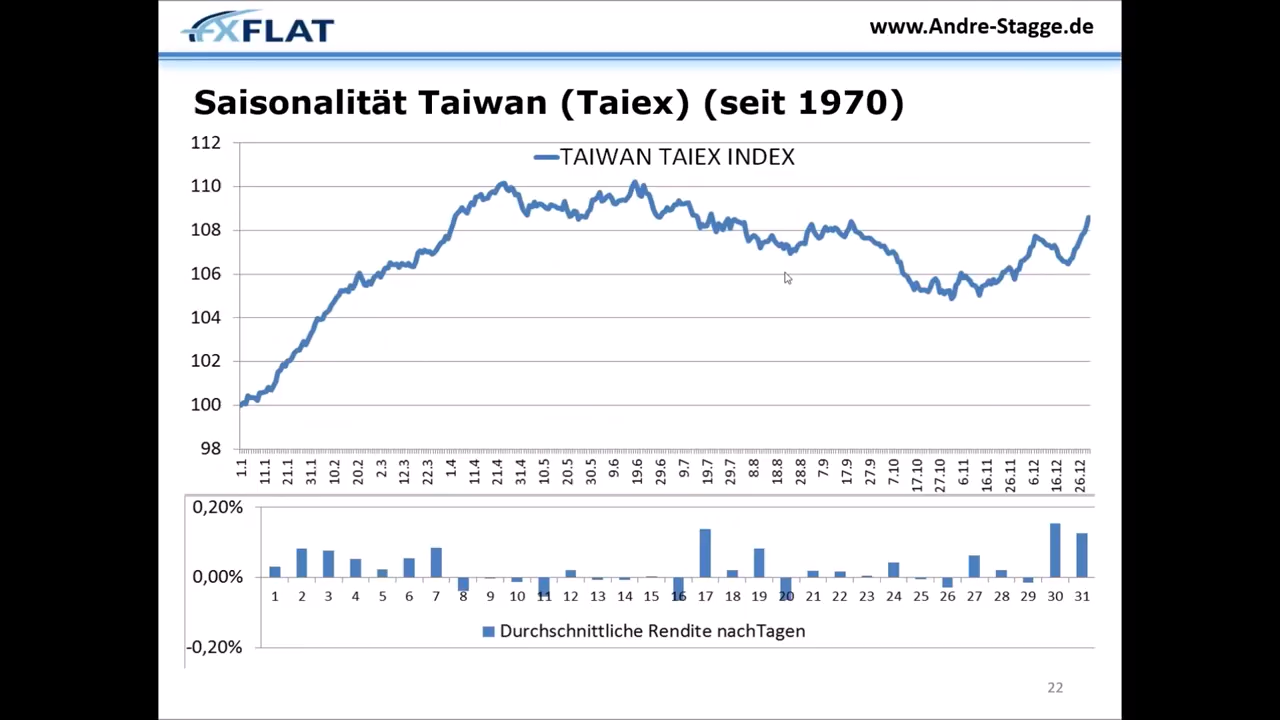 FXFLAT
www.Andre-Stagge.de
Saisonalität Taiwan (Taiex) (seit 1970)
TAIWAN TAIEX INDEX
112
110
108
106
104
102
100
98
1.1 11.1 21.1 31.1 10.2 20.2 2.3 12.3 22.3 1.4 11.4 21.4 31.4 10.5 20.5 30.5 9.6 19.6 29.6 9.7 19.7 29.7 8.8 18.8 28.8 7.9 17.9 27.9 7.10 17.10 27.10 6.11 16.11 26.11 6.12 16.12 26.12
0,20%
0,00%
-0,20%
1 2 3 4 5 6 7 8 9 10 11 12 13 14 15 16 17 18 19 20 21 22 23 24 25 26 27 28 29 30 31
Durchschnittliche Rendite nachTagen
22